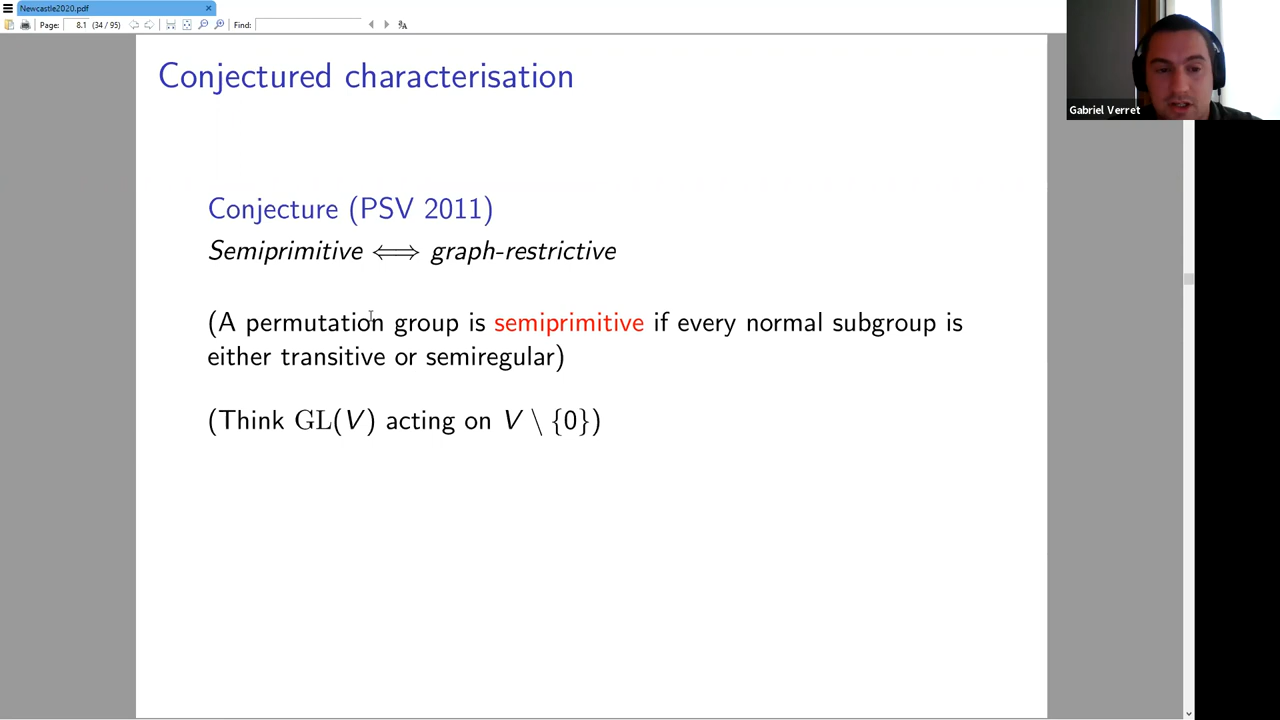 Newcastle2020.pdf ×
Page: 8.1 (34 / 95) Find:
Gabriel Verret
Conjectured characterisation
Conjecture (PSV 2011)
Semiprimitive ⟺ graph-restrictive
(A permutation group is semiprimitive if every normal subgroup is
either transitive or semiregular)
(Think GL(V) acting on V \ {0})